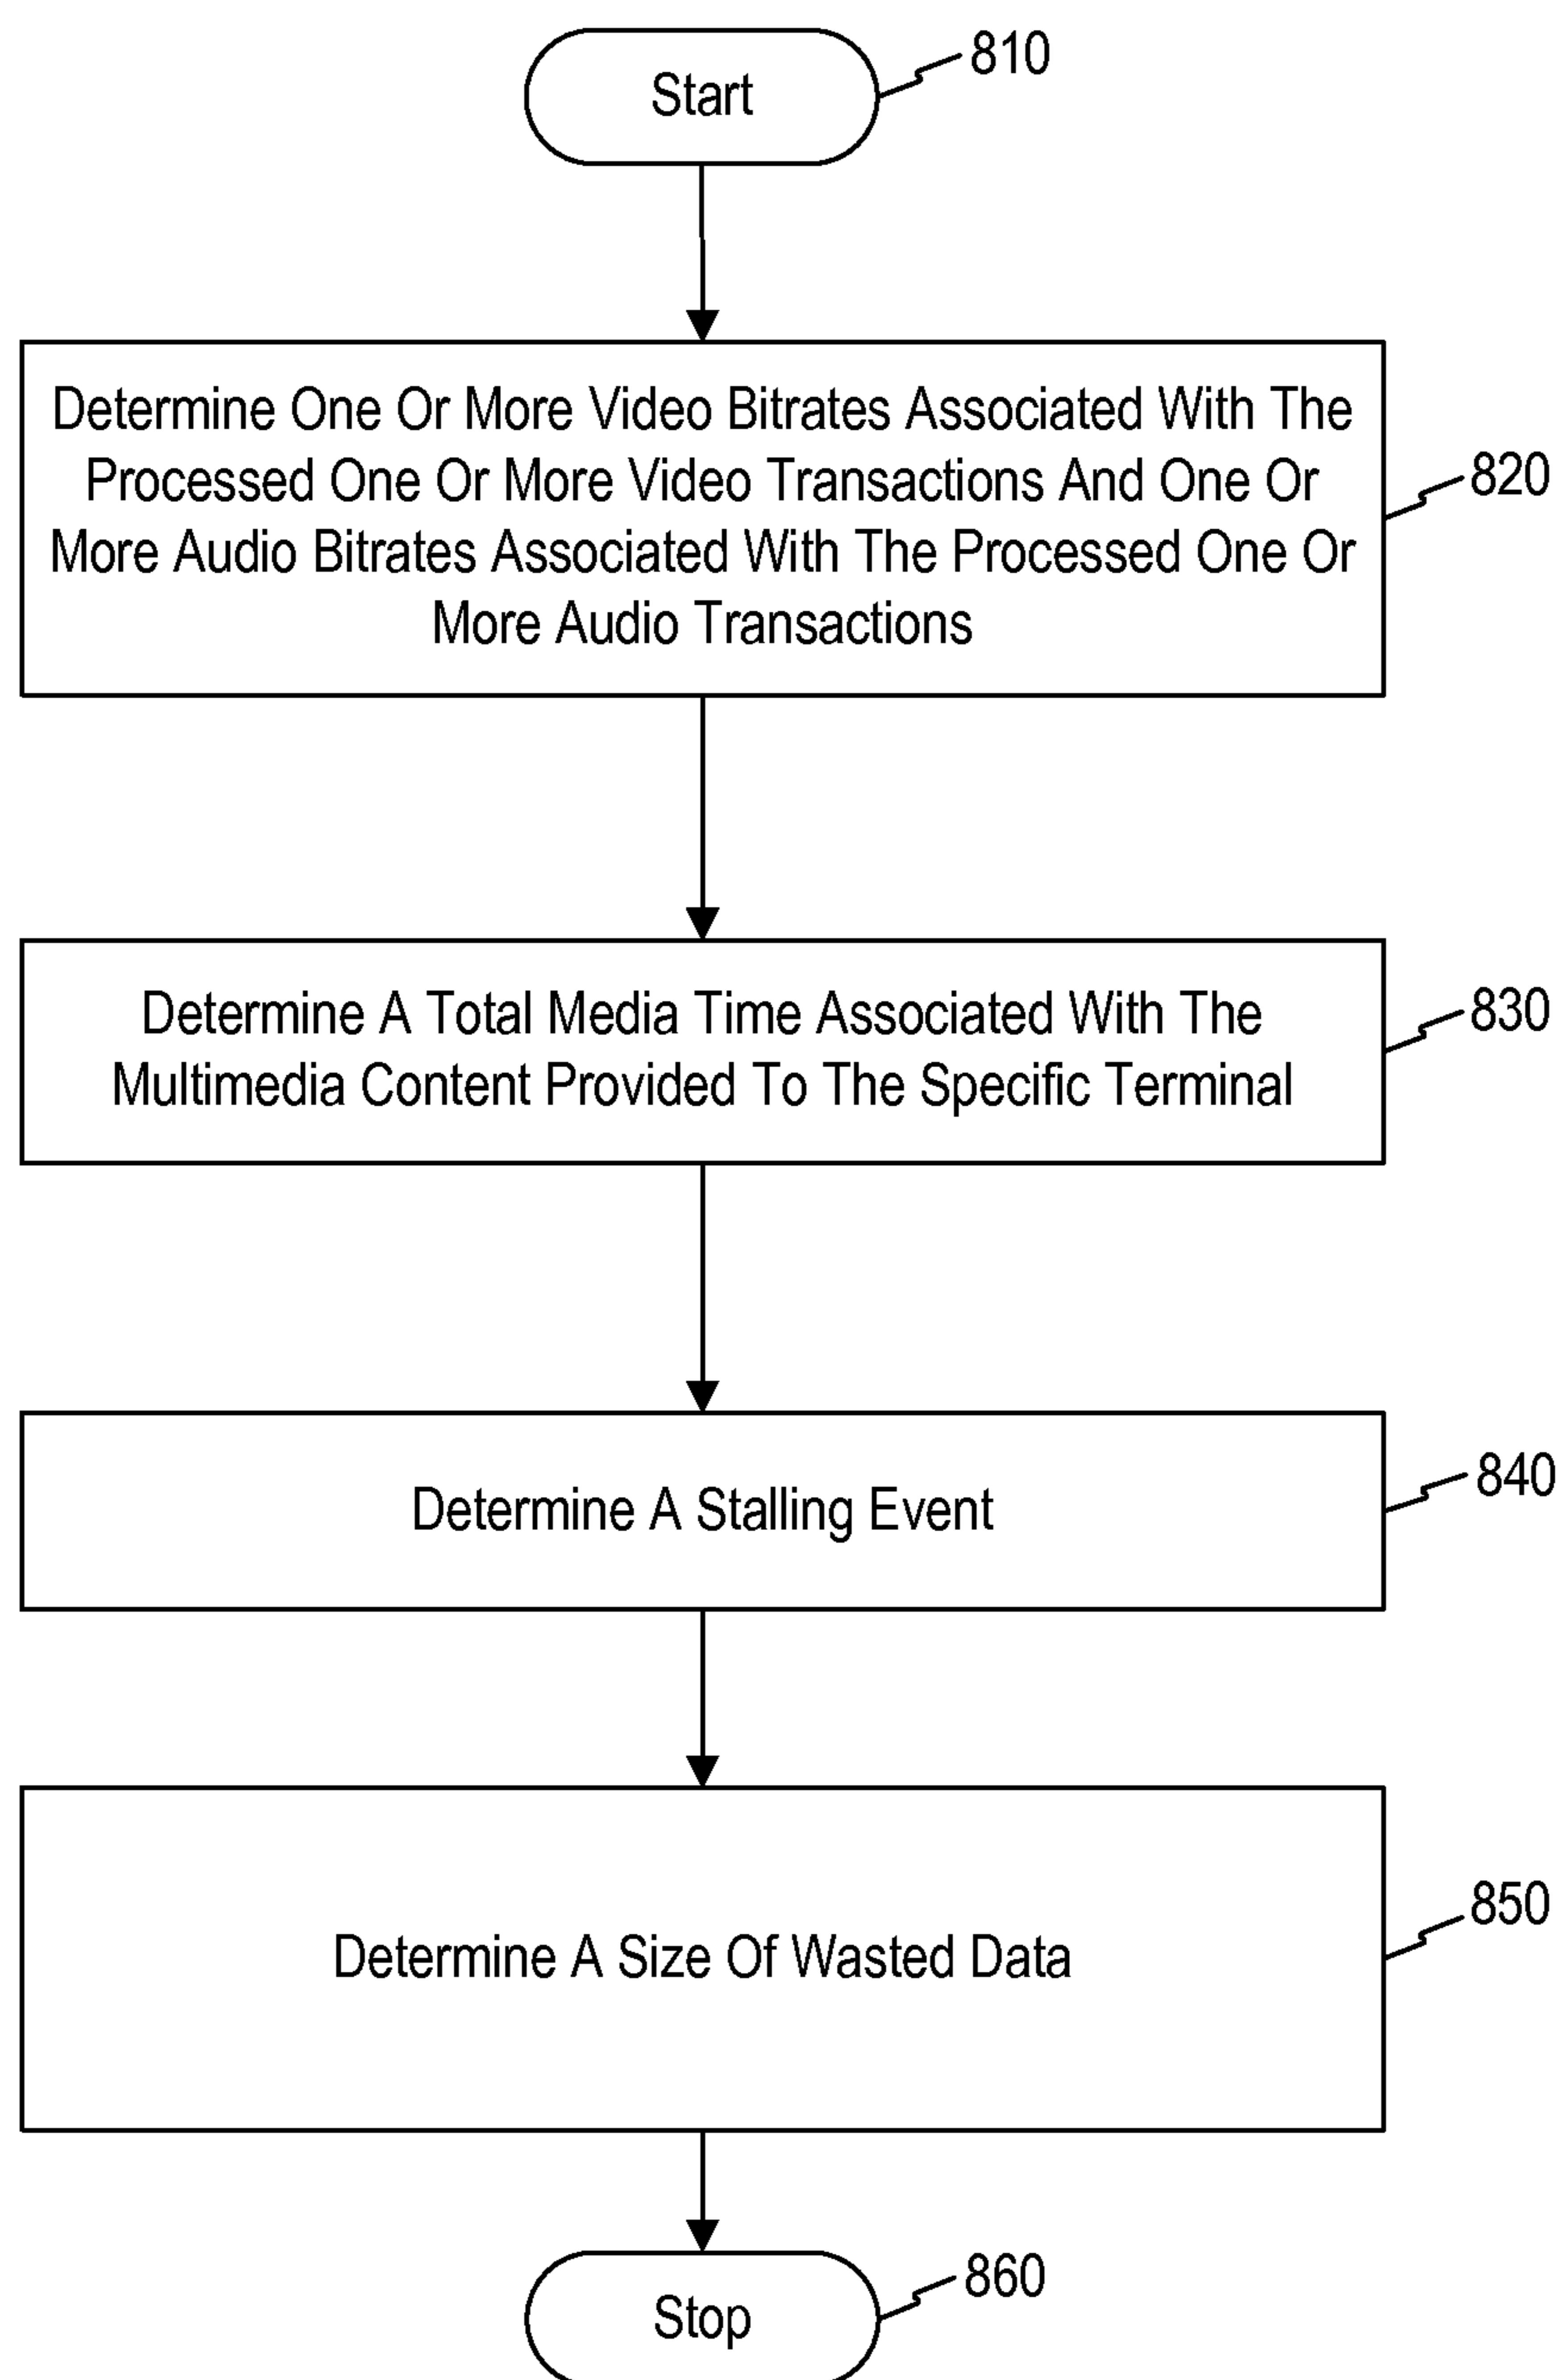 Start
810
Determine One Or More Video Bitrates Associated With The
Processed One Or More Video Transactions And One Or
More Audio Bitrates Associated With The Processed One Or
More Audio Transactions
820
Determine A Total Media Time Associated With The
Multimedia Content Provided To The Specific Terminal
830
Determine A Stalling Event
840
Determine A Size Of Wasted Data
850
Stop
860